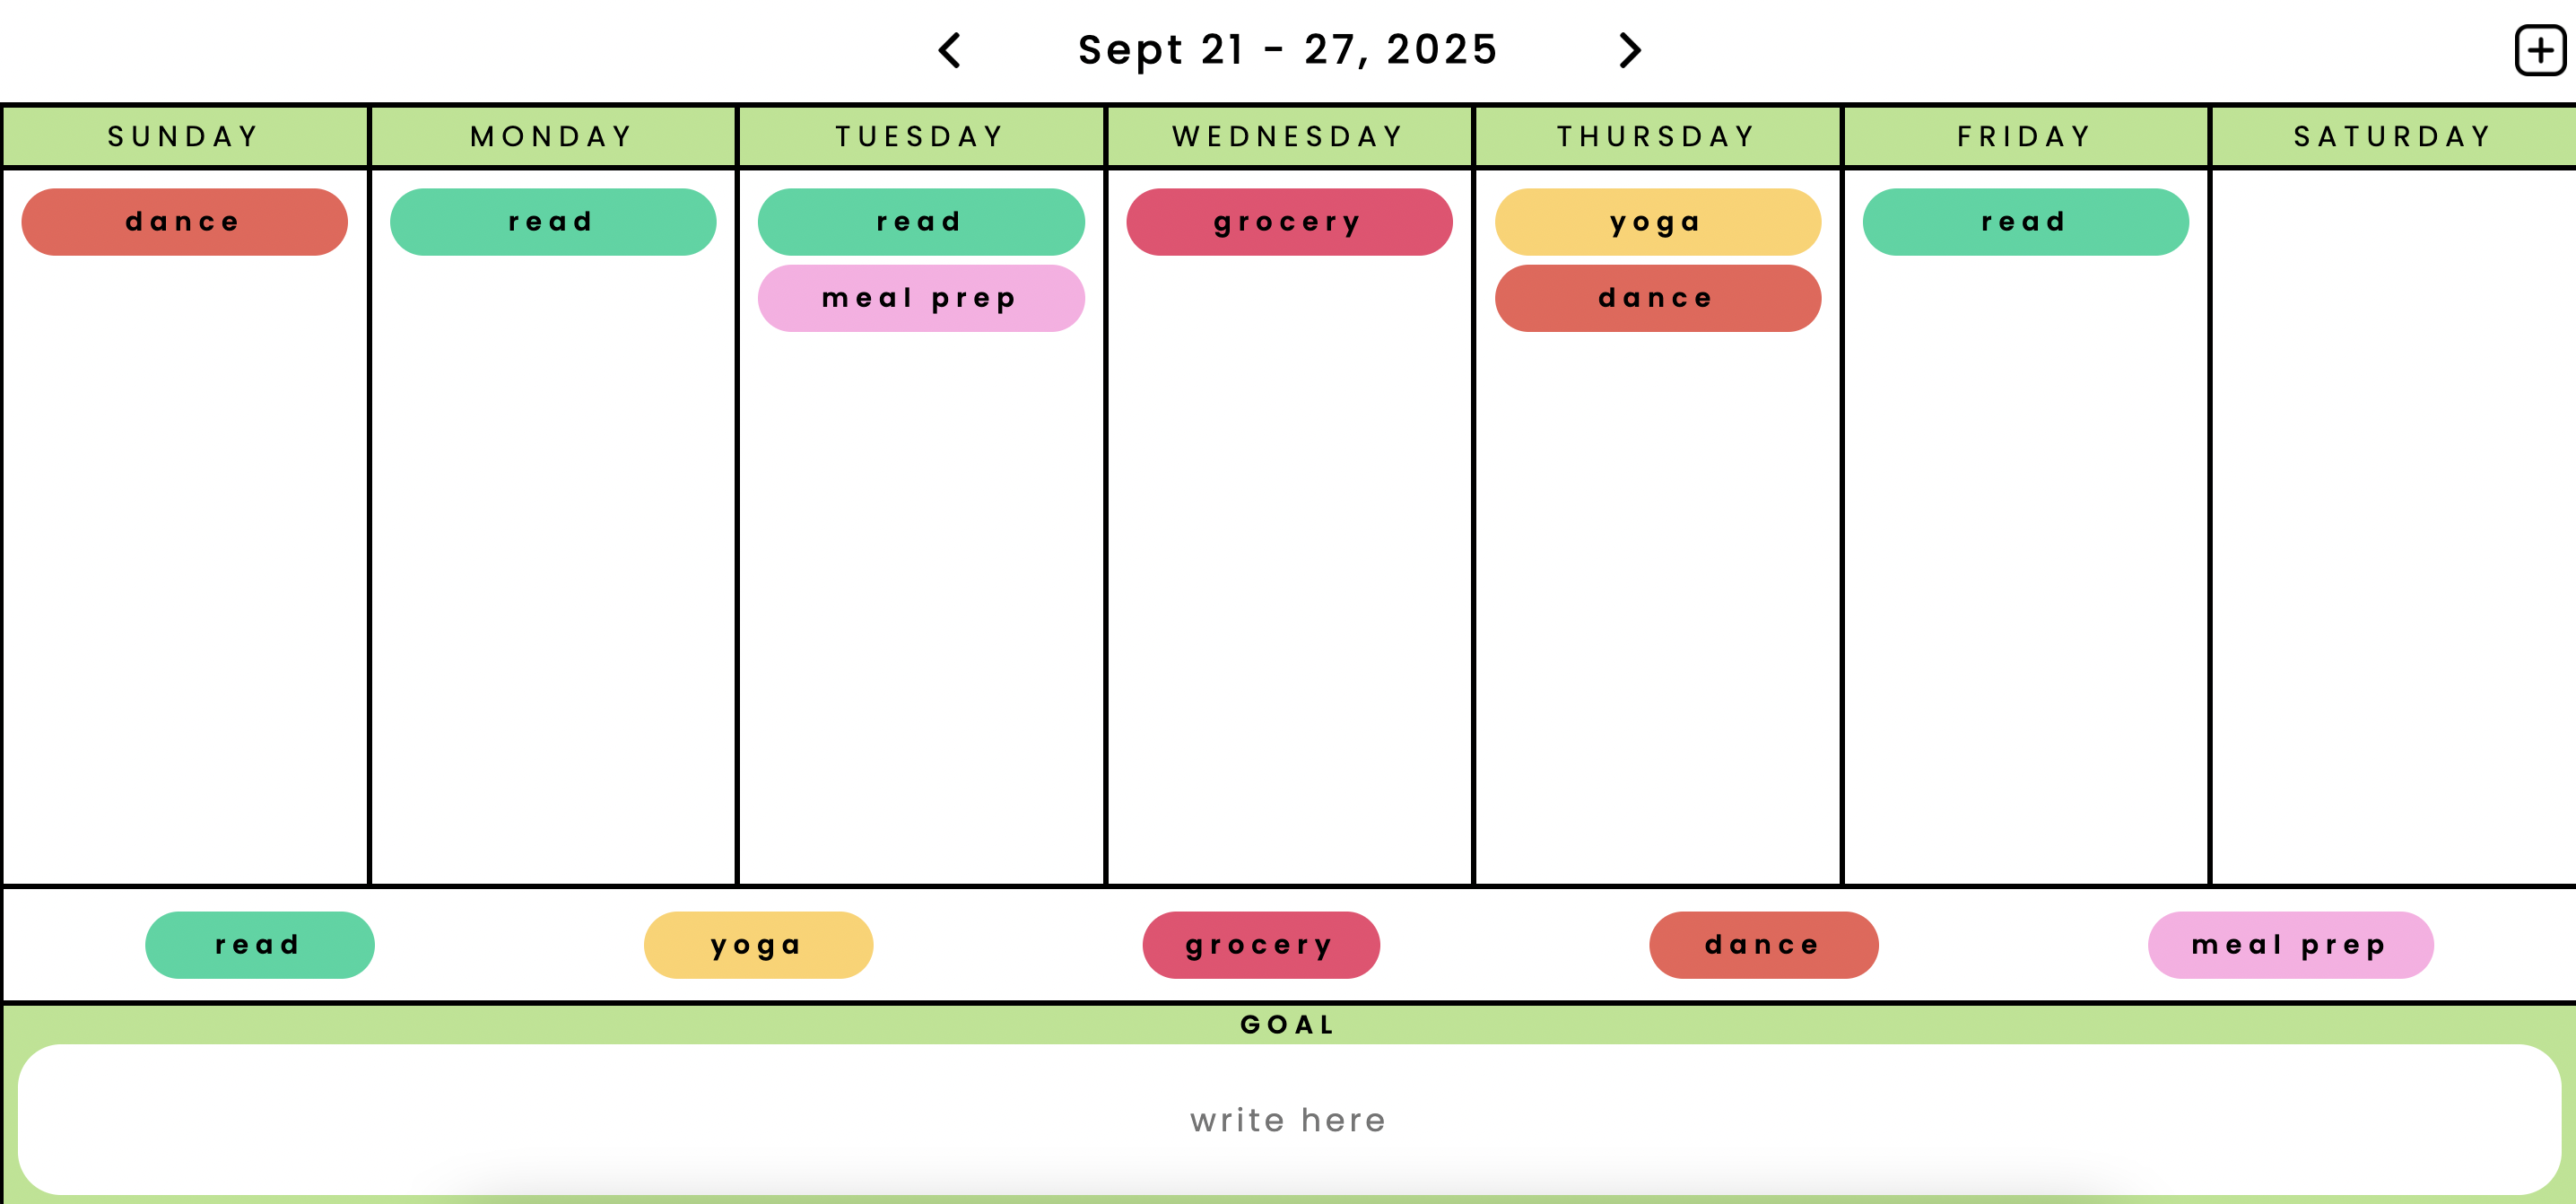 Sept 21 - 27, 2025
SUNDAY MONDAY TUESDAY WEDNESDAY THURSDAY FRIDAY SATURDAY
dance read read grocery yoga read
meal prep dance
read yoga grocery dance meal prep
GOAL
write here